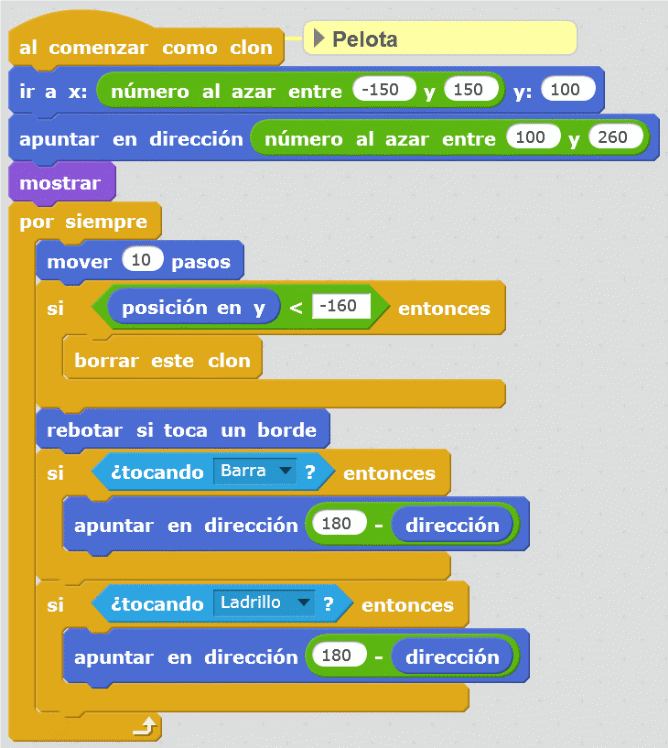 al comenzar como clon Pelota
ir a x: número al azar entre -150 y 150 y: 100
apuntar en dirección número al azar entre 100 y 260
mostrar
por siempre
mover 10 pasos
si posición en y < -160 entonces
borrar este clon
rebotar si toca un borde
si ¿tocando Barra ? entonces
apuntar en dirección 180 - dirección
si ¿tocando Ladrillo ? entonces
apuntar en dirección 180 - dirección